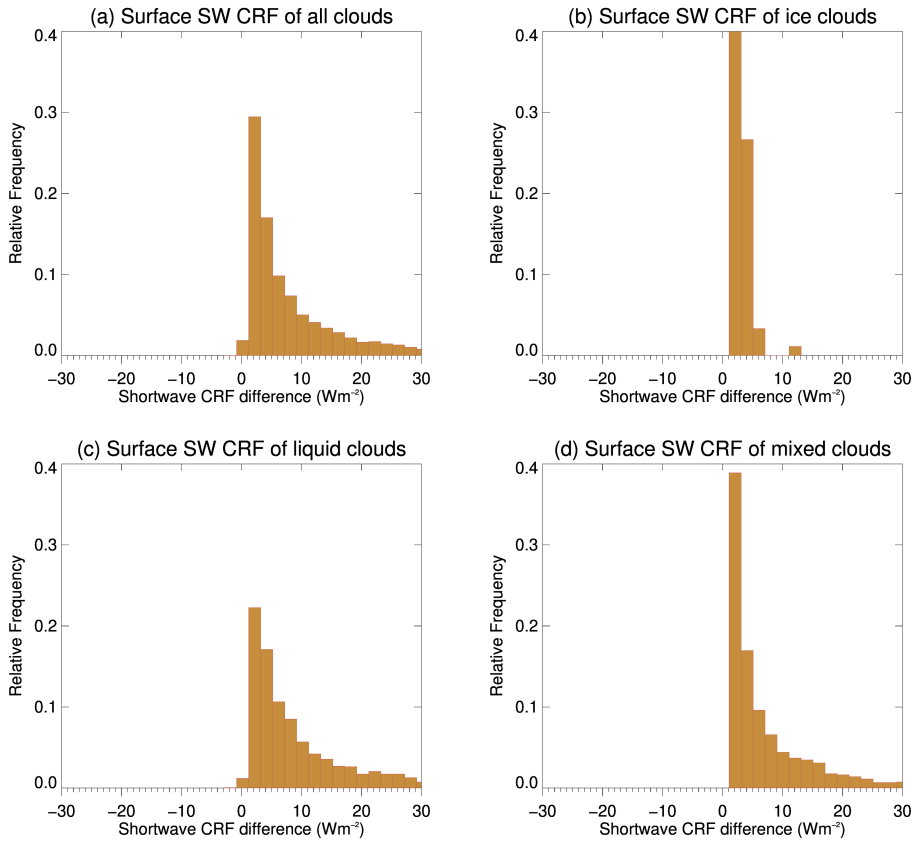 (a) Surface SW CRF of all clouds
0.4
0.3
0.2
0.1
0.0
Relative Frequency
−30 −20 −10 0 10 20 30
Shortwave CRF difference (Wm⁻²)
(b) Surface SW CRF of ice clouds
0.4
0.3
0.2
0.1
0.0
Relative Frequency
−30 −20 −10 0 10 20 30
Shortwave CRF difference (Wm⁻²)
(c) Surface SW CRF of liquid clouds
0.4
0.3
0.2
0.1
0.0
Relative Frequency
−30 −20 −10 0 10 20 30
Shortwave CRF difference (Wm⁻²)
(d) Surface SW CRF of mixed clouds
0.4
0.3
0.2
0.1
0.0
Relative Frequency
−30 −20 −10 0 10 20 30
Shortwave CRF difference (Wm⁻²)